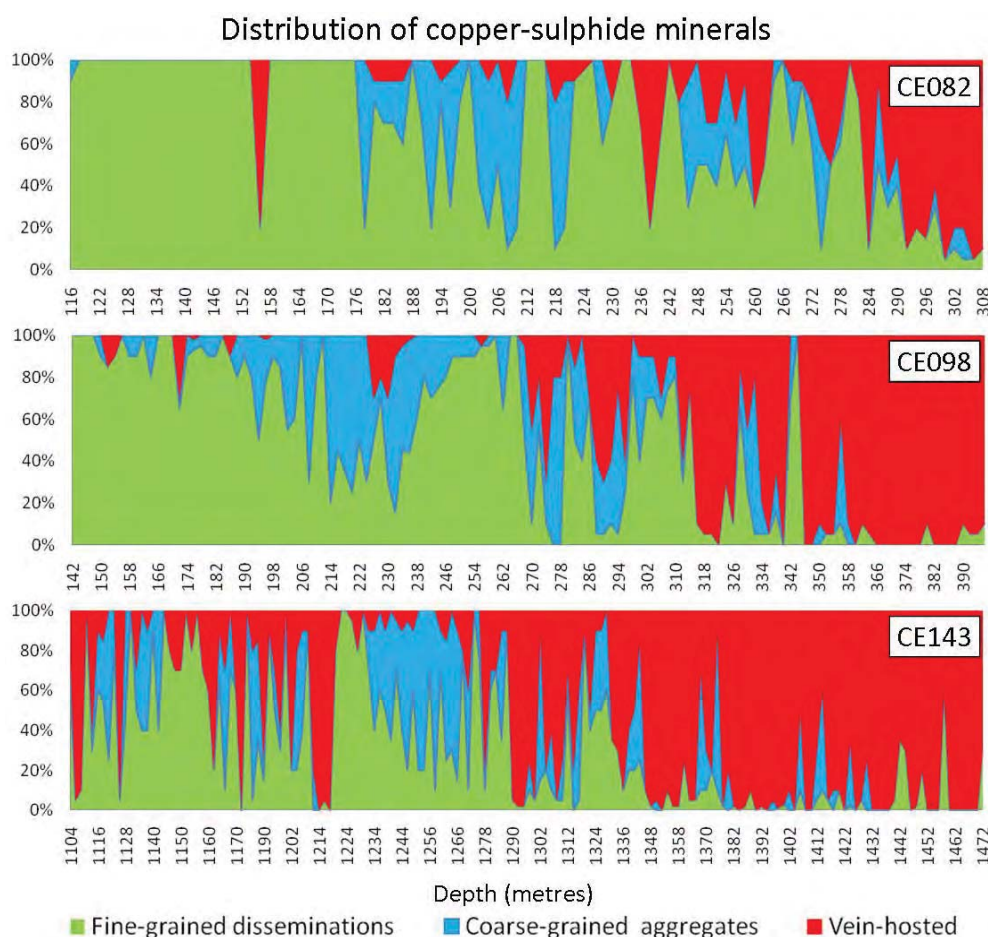 Distribution of copper-sulphide minerals
100%
CE082
80%
60%
40%
20%
0%
116 122 128 134 140 146 152 158 164 170 176 182 188 194 200 206 212 218 224 230 236 242 248 254 260 266 272 278 284 290 296 302 308
100%
CE098
80%
60%
40%
20%
0%
142 150 158 166 174 182 190 198 206 214 222 230 238 246 254 262 270 278 286 294 302 310 318 326 334 342 350 358 366 374 382 390
100%
CE143
80%
60%
40%
20%
0%
1104 1116 1128 1140 1150 1160 1170 1180 1190 1202 1214 1224 1234 1244 1256 1266 1278 1290 1302 1312 1324 1336 1348 1358 1370 1382 1392 1402 1412 1422 1432 1445 1455 1462 1472
Depth (metres)
Fine-grained disseminations Coarse-grained aggregates Vein-hosted